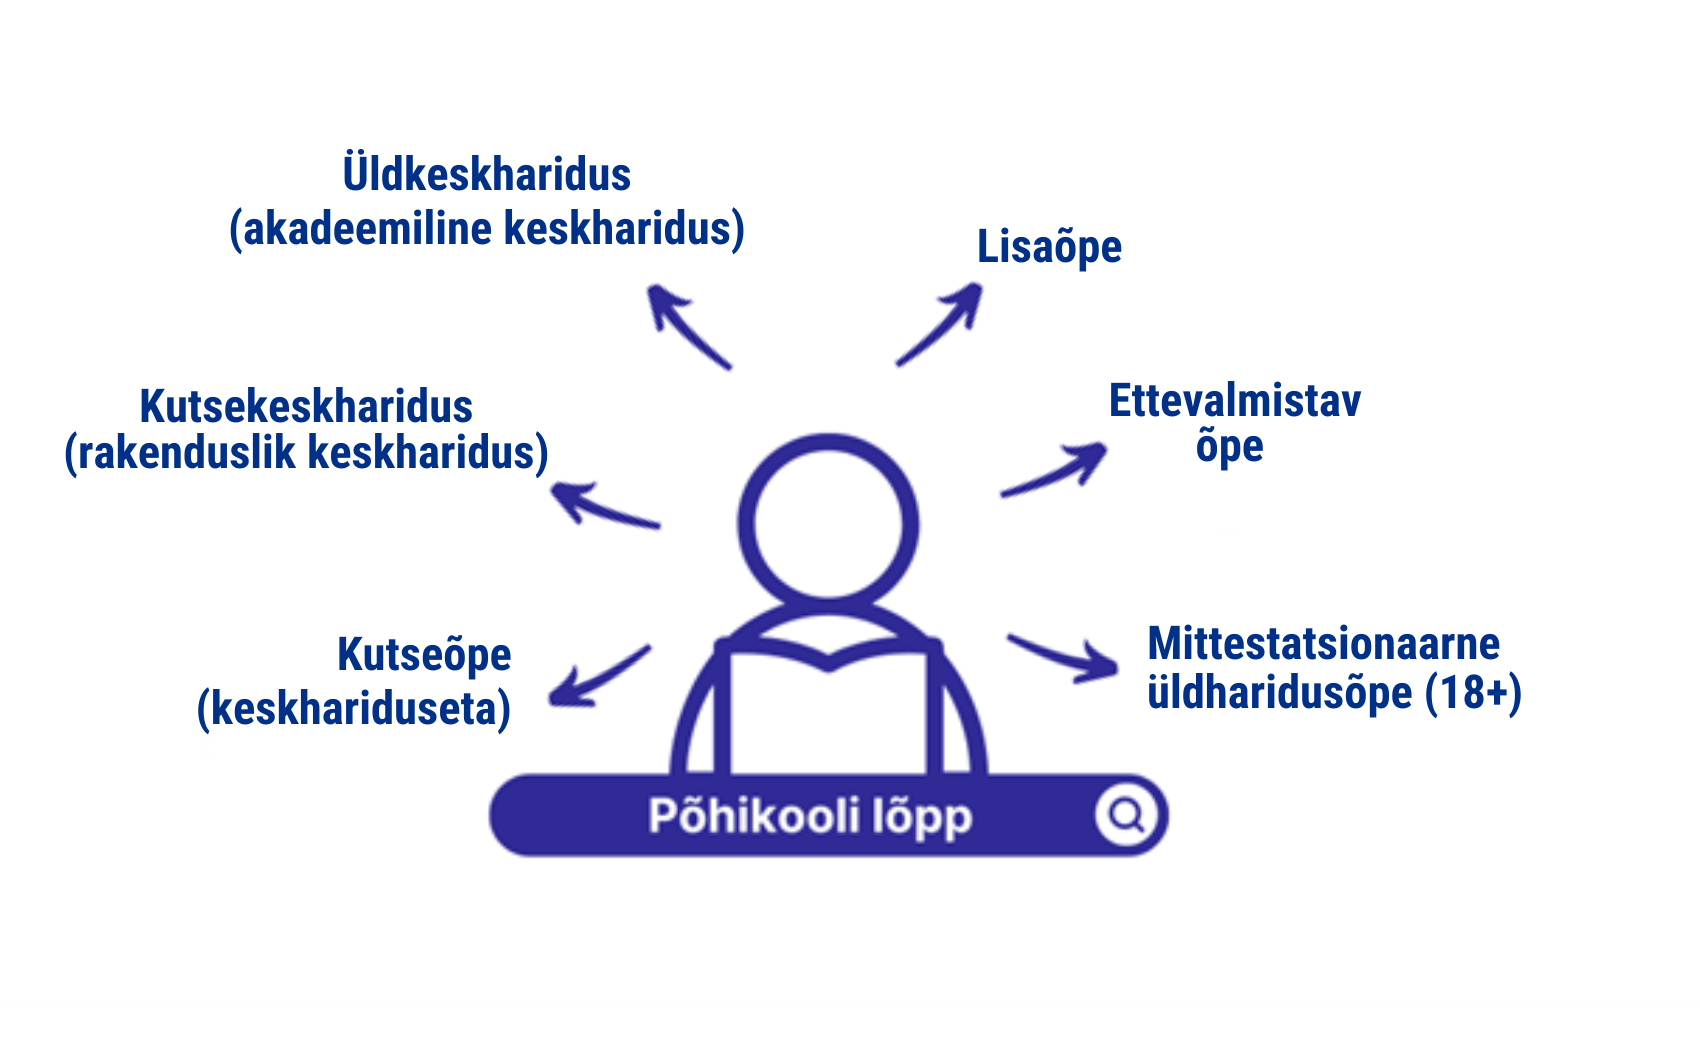 Üldkeskharidus
(akadeemiline keskharidus)
Lisaõpe
Kutsekeskharidus
(rakenduslik keskharidus)
Ettevalmistav
õpe
Kutseõpe
(keskhariduseta)
Mittestatsionaarne
üldharidusõpe (18+)
Põhikooli lõpp